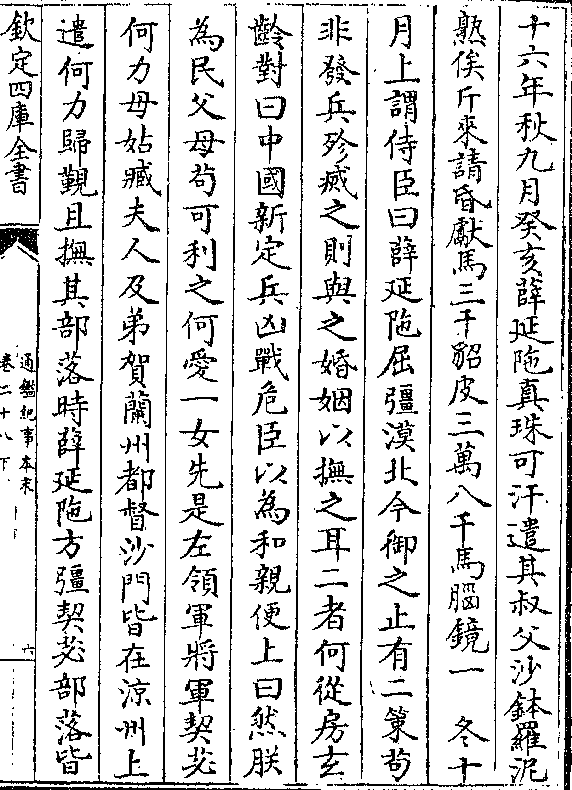 十六年秋九月癸亥薛延陁真珠可汗遣其叔父沙鉢羅泥
熟俟斤來請昏獻馬三千貂皮三萬八千馬腦鏡一　冬十
月上謂侍臣曰薛延陁屈彊漠北今御之止有二策茍
非發兵殄滅之則與之婚姻以撫之耳二者何從房玄
齡對曰中國新定兵凶戰危臣以為和親便上曰然朕
為民父母茍可利之何愛一女先是左領軍將軍契苾
何力母姑臧夫人及弟賀蘭州都督沙門皆在涼州上
遣何力歸覲且撫其部落時薛延陁方彊契苾部落皆
欽定四庫全書
通鑑紀事本末
卷二十八下
六